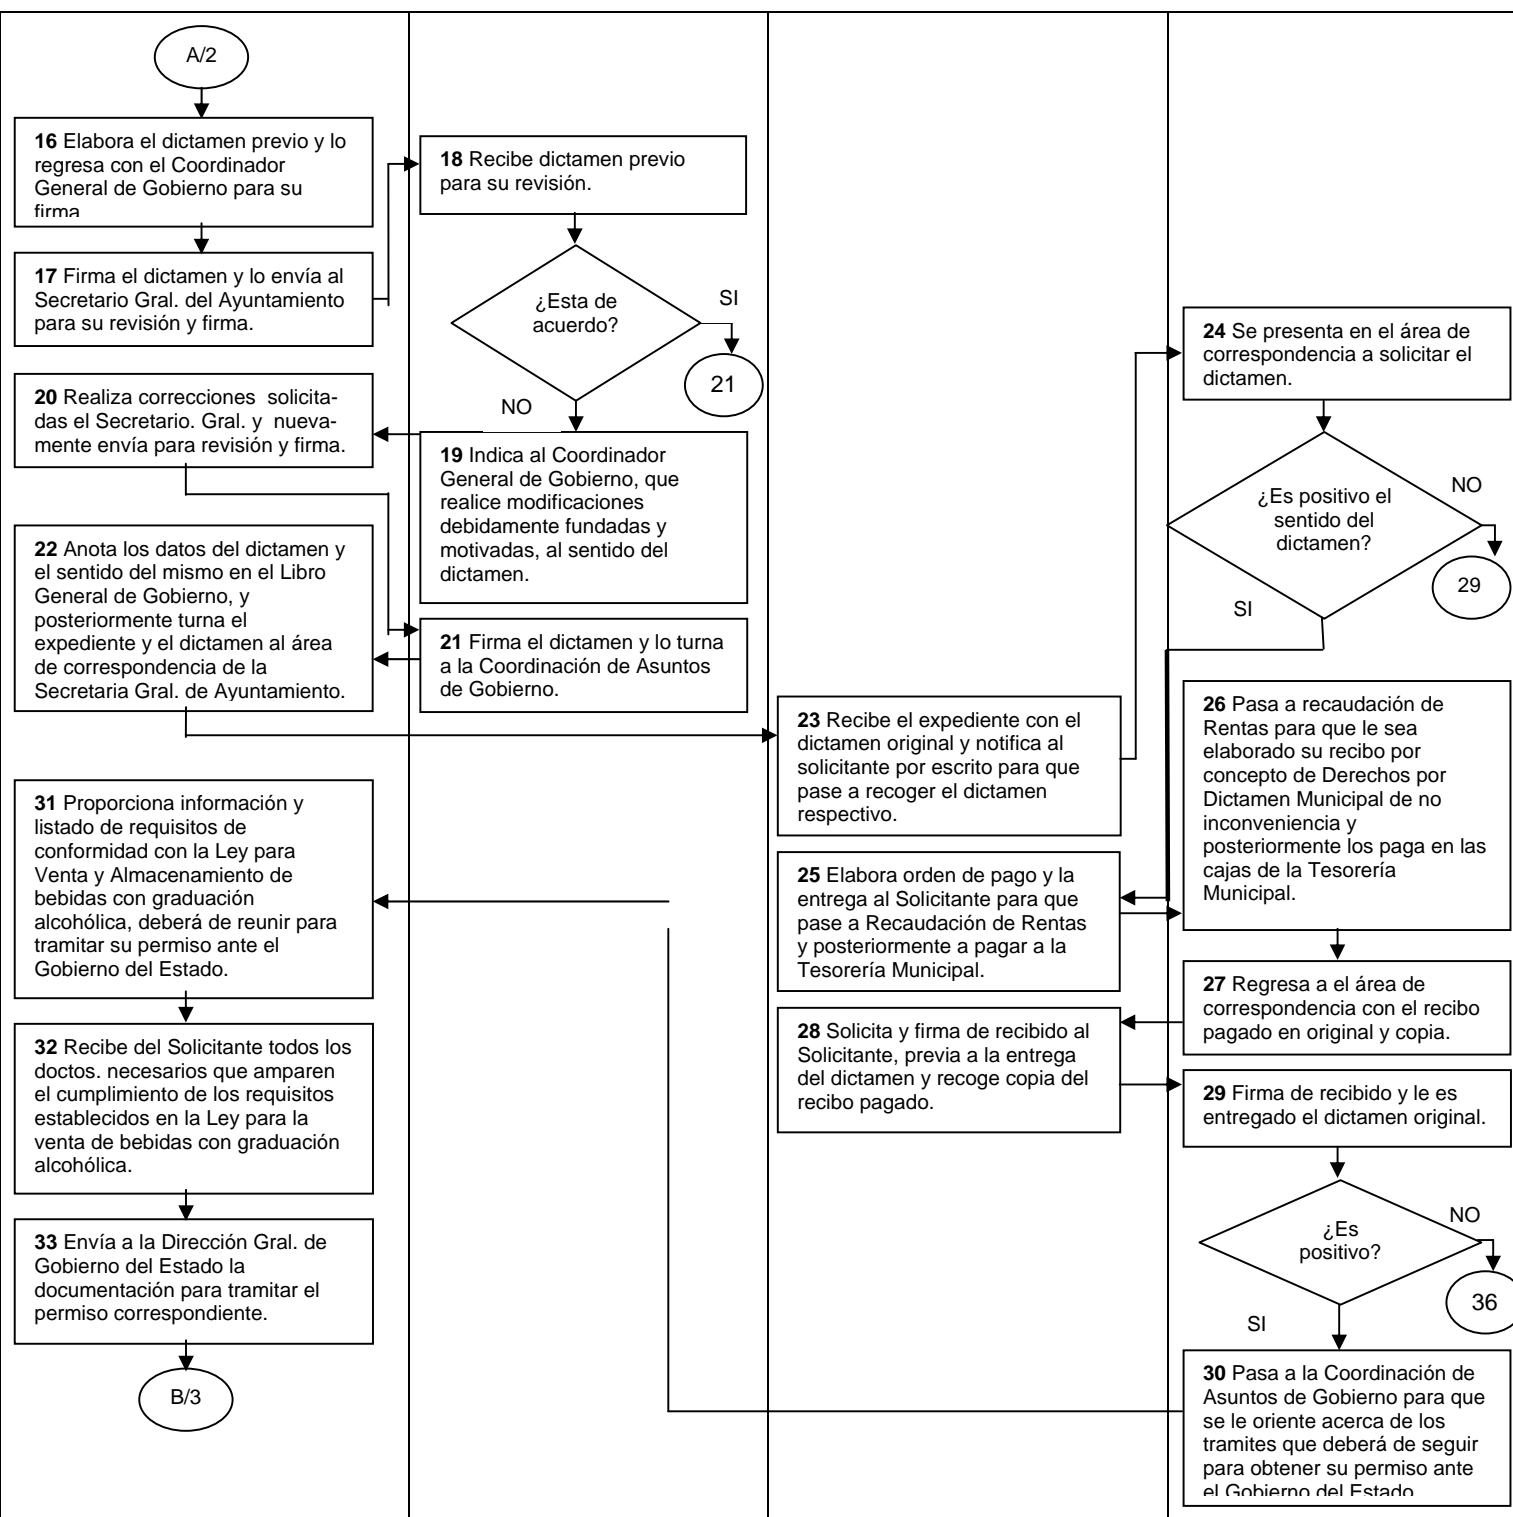 A/2
16 Elabora el dictamen previo y lo
regresa con el Coordinador
General de Gobierno para su
firma
17 Firma el dictamen y lo envía al
Secretario Gral. del Ayuntamiento
para su revisión y firma.
18 Recibe dictamen previo
para su revisión.
¿Esta de
acuerdo?
SI
21
NO
19 Indica al Coordinador
General de Gobierno, que
realice modificaciones
debidamente fundadas y
motivadas, al sentido del
dictamen.
20 Realiza correcciones  solicita-
das el Secretario. Gral. y  nueva-
mente envía para revisión y firma.
21 Firma el dictamen y lo turna
a la Coordinación de Asuntos
de Gobierno.
22 Anota los datos del dictamen y
el sentido del mismo en el Libro
General de Gobierno, y
posteriormente turna el
expediente y el dictamen al área
de correspondencia de la
Secretaria Gral. de Ayuntamiento.
23 Recibe el expediente con el
dictamen original y notifica al
solicitante por escrito para que
pase a recoger el dictamen
respectivo.
24 Se presenta en el área de
correspondencia a solicitar el
dictamen.
¿Es positivo el
sentido del
dictamen?
NO
29
SI
25 Elabora orden de pago y la
entrega al Solicitante para que
pase a Recaudación de Rentas
y posteriormente a pagar a la
Tesorería Municipal.
26 Pasa a recaudación de
Rentas para que le sea
elaborado su recibo por
concepto de Derechos por
Dictamen Municipal de no
inconveniencia y
posteriormente los paga en las
cajas de la Tesorería
Municipal.
27 Regresa a el área de
correspondencia con el recibo
pagado en original y copia.
28 Solicita y firma de recibido al
Solicitante, previa a la entrega
del dictamen y recoge copia del
recibo pagado.
29 Firma de recibido y le es
entregado el dictamen original.
¿Es
positivo?
NO
36
SI
30 Pasa a la Coordinación de
Asuntos de Gobierno para que
se le oriente acerca de los
tramites que deberá de seguir
para obtener su permiso ante
el Gobierno del Estado
31 Proporciona información y
listado de requisitos de
conformidad con la Ley para
Venta y Almacenamiento de
bebidas con graduación
alcohólica, deberá de reunir para
tramitar su permiso ante el
Gobierno del Estado.
32 Recibe del Solicitante todos los
doctos. necesarios que amparen
el cumplimiento de los requisitos
establecidos en la Ley para la
venta de bebidas con graduación
alcohólica.
33 Envía a la Dirección Gral. de
Gobierno del Estado la
documentación para tramitar el
permiso correspondiente.
B/3